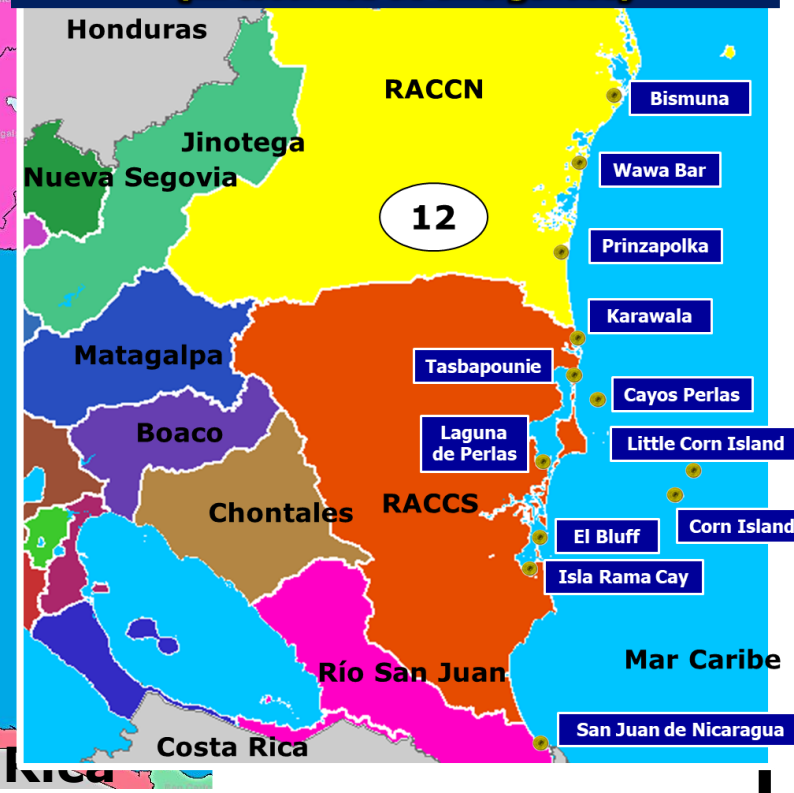 Honduras
RACCN
Bismuna
Jinotega
Wawa Bar
Nueva Segovia
12
Prinzapolka
Karawala
Matagalpa
Tasbapounie
Cayos Perlas
Boaco
Laguna
de Perlas
Little Corn Island
RACCS
Chontales
Corn Island
El Bluff
Isla Rama Cay
Mar Caribe
Río San Juan
San Juan de Nicaragua
Costa Rica
Rica